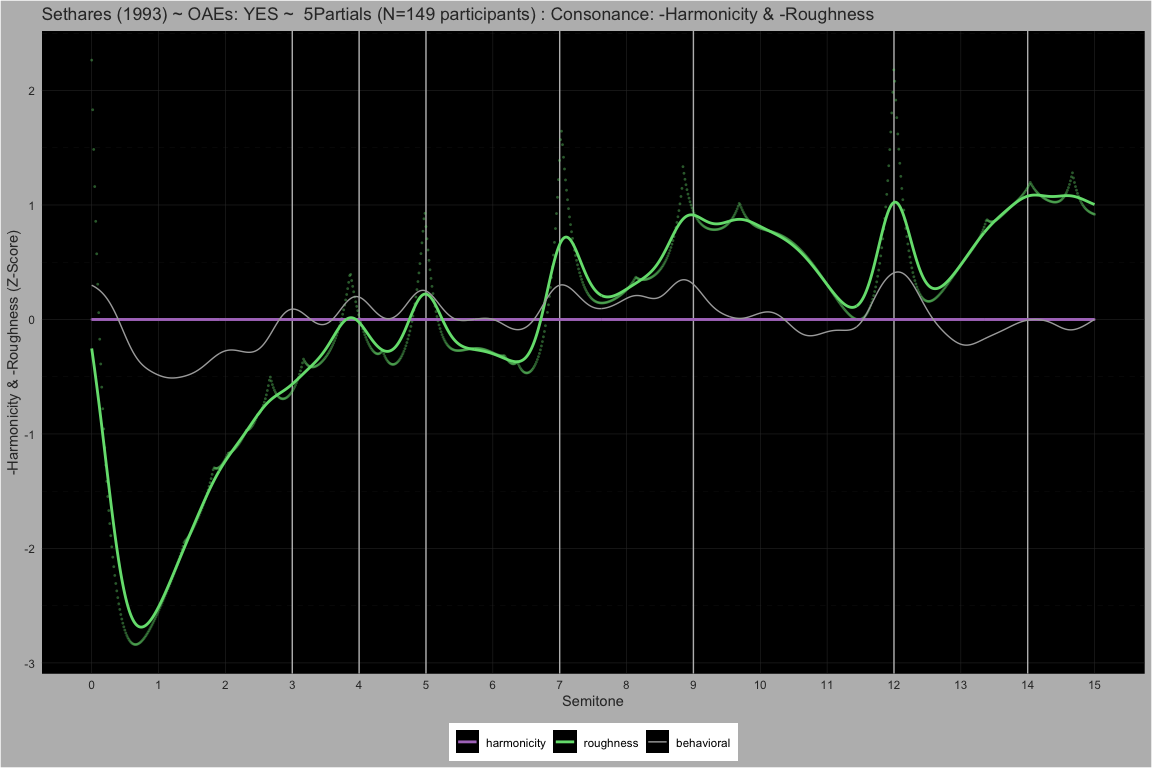 Sethares (1993) ~ OAEs: YES ~  5Partials (N=149 participants) : Consonance: -Harmonicity & -Roughness
-Harmonicity & -Roughness (Z-Score)
2
1
0
-1
-2
-3
0 1 2 3 4 5 6 7 8 9 10 11 12 13 14 15
Semitone
harmonicity roughness behavioral